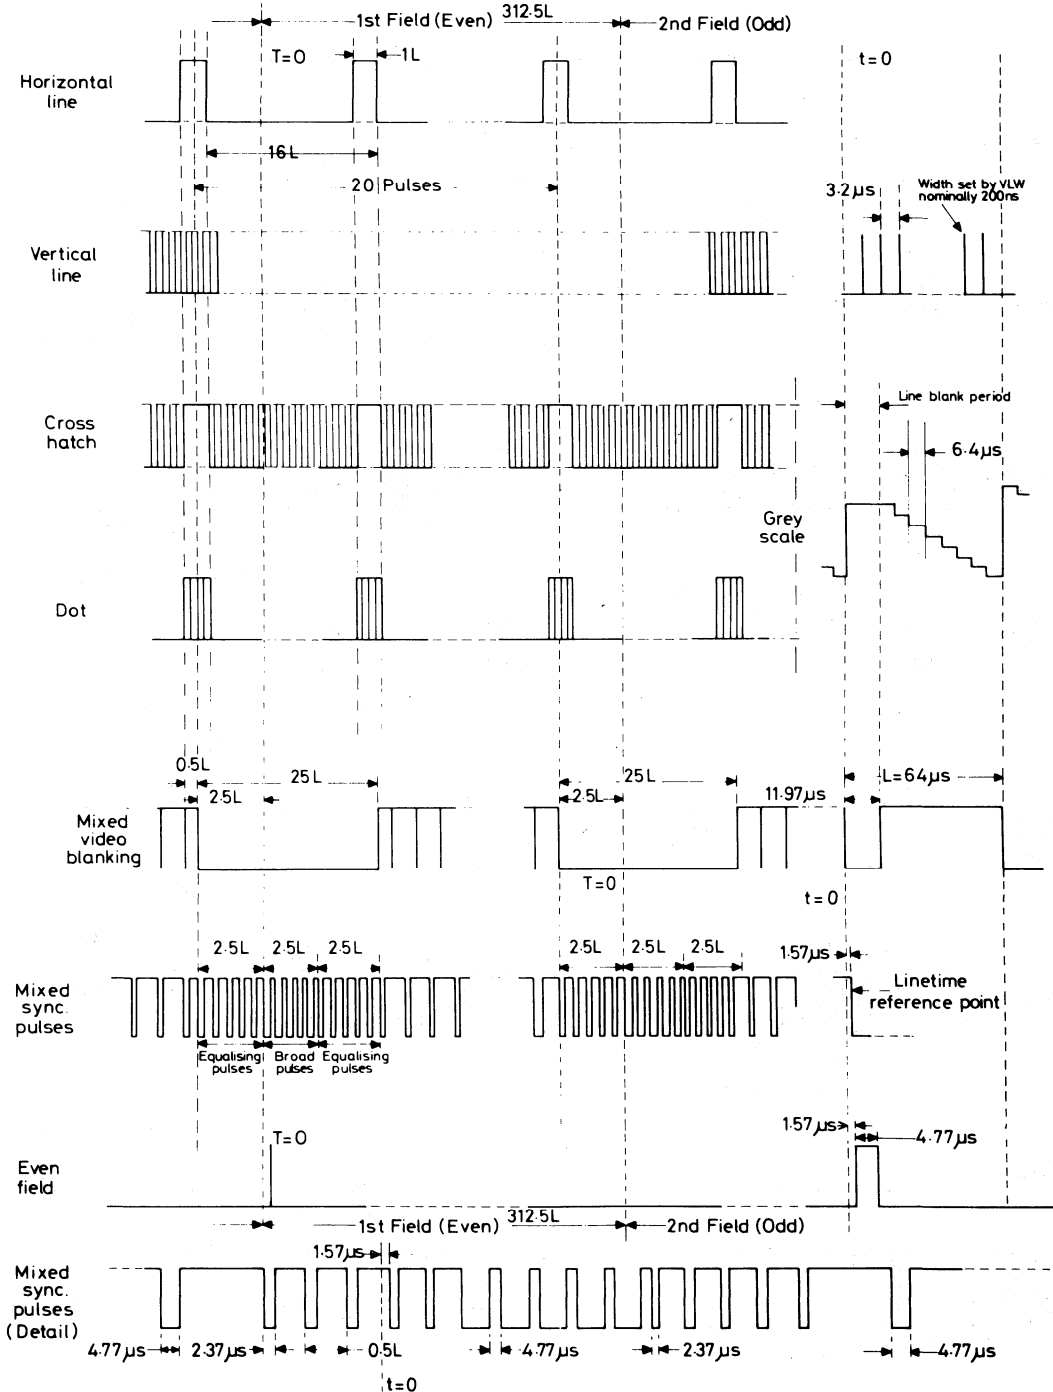 1st Field (Even) 312.5L 2nd Field (Odd)
T=0 1L t=0
Horizontal
line
16L
20 Pulses
3.2µs
Width set by VLW
nominally 200ns
Vertical
line
Line blank period
Cross
hatch
6.4µs
Grey
scale
Dot
0.5L 25L 25L L=64µs
2.5L 2.5L 11.97µs
Mixed
video
blanking
T=0
t=0
2.5L 2.5L 2.5L 2.5L 2.5L 2.5L 1.57µs
Mixed
sync.
pulses
Linetime
reference point
Equalising
pulses
Broad
pulses
Equalising
pulses
T=0
1.57µs
4.77µs
Even
field
1st Field (Even) 312.5L 2nd Field (Odd)
1.57µs
Mixed
sync.
pulses
(Detail)
4.77µs 2.37µs 0.5L 4.77µs 2.37µs 4.77µs
t=0